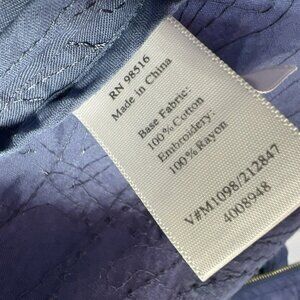 RN 98516
Made in China
Base Fabric:
100% Cotton
Embroidery:
100% Rayon
V#M1098/212847
4008948